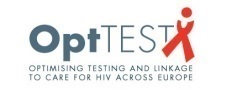 OptTEST
OPTIMISING TESTING AND LINKAGE
TO CARE FOR HIV ACROSS EUROPE